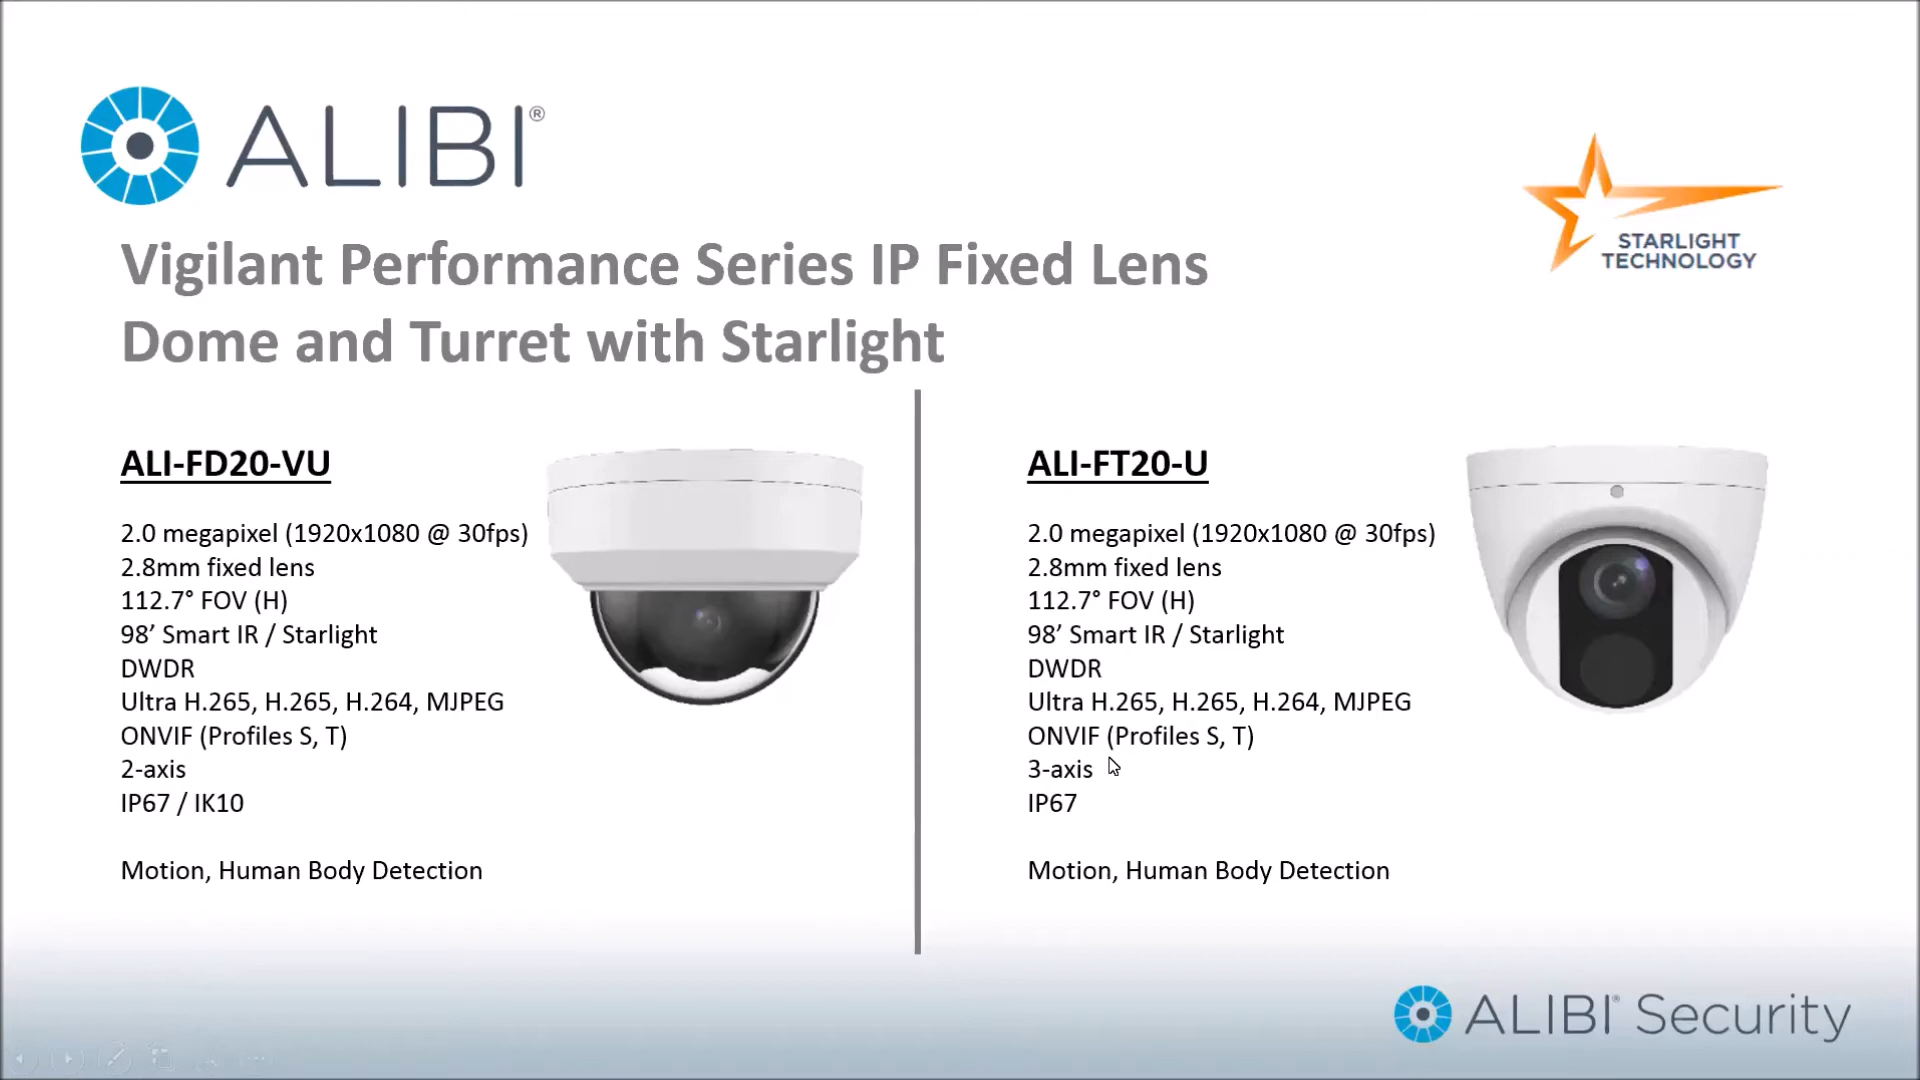 ALIBI®
STARLIGHT
TECHNOLOGY
Vigilant Performance Series IP Fixed Lens
Dome and Turret with Starlight
ALI-FD20-VU
2.0 megapixel (1920x1080 @ 30fps)
2.8mm fixed lens
112.7° FOV (H)
98’ Smart IR / Starlight
DWDR
Ultra H.265, H.265, H.264, MJPEG
ONVIF (Profiles S, T)
2-axis
IP67 / IK10
Motion, Human Body Detection
ALI-FT20-U
2.0 megapixel (1920x1080 @ 30fps)
2.8mm fixed lens
112.7° FOV (H)
98’ Smart IR / Starlight
DWDR
Ultra H.265, H.265, H.264, MJPEG
ONVIF (Profiles S, T)
3-axis
IP67
Motion, Human Body Detection
ALIBI® Security